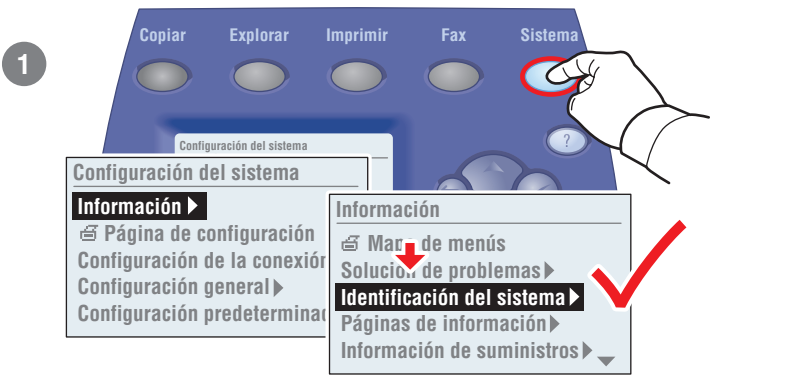 1
Copiar Explorar Imprimir Fax Sistema
?
Configuración del sistema
Configuración del sistema
Información
Página de configuración
Configuración de la conexión
Configuración general
Configuración predeterminad
Información
Mapa de menús
Solución de problemas
Identificación del sistema
Páginas de información
Información de suministros